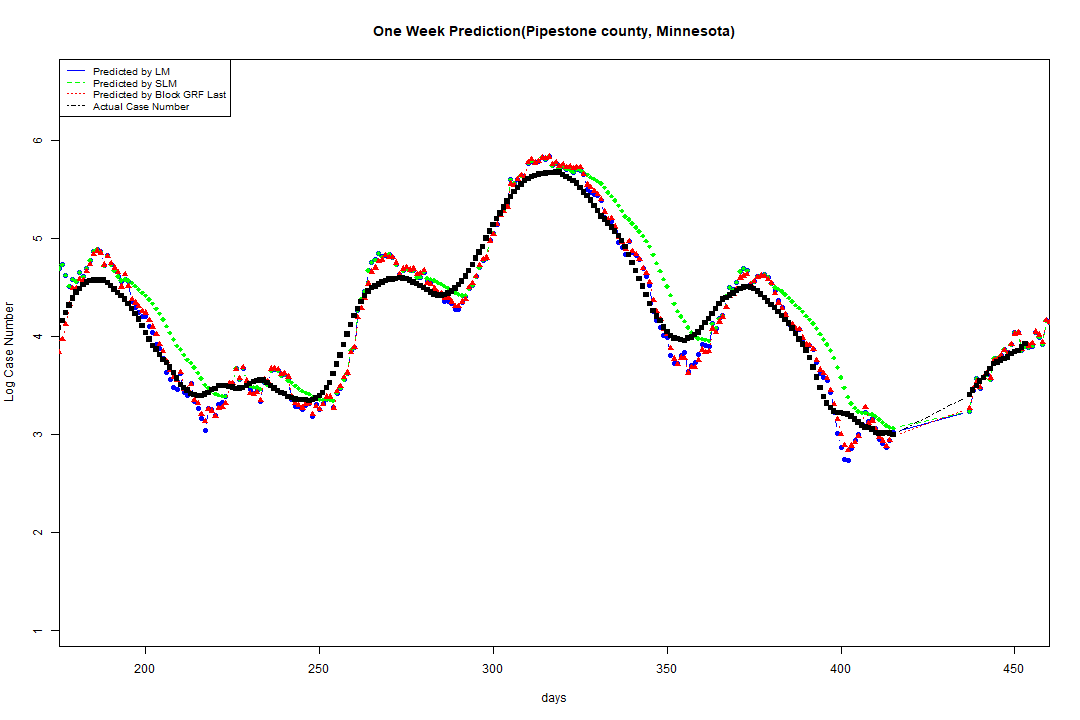 One Week Prediction(Pipestone county, Minnesota)
Predicted by LM
Predicted by SLM
Predicted by Block GRF Last
Actual Case Number
Log Case Number
6
5
4
3
2
1
200
250
300
350
400
450
days